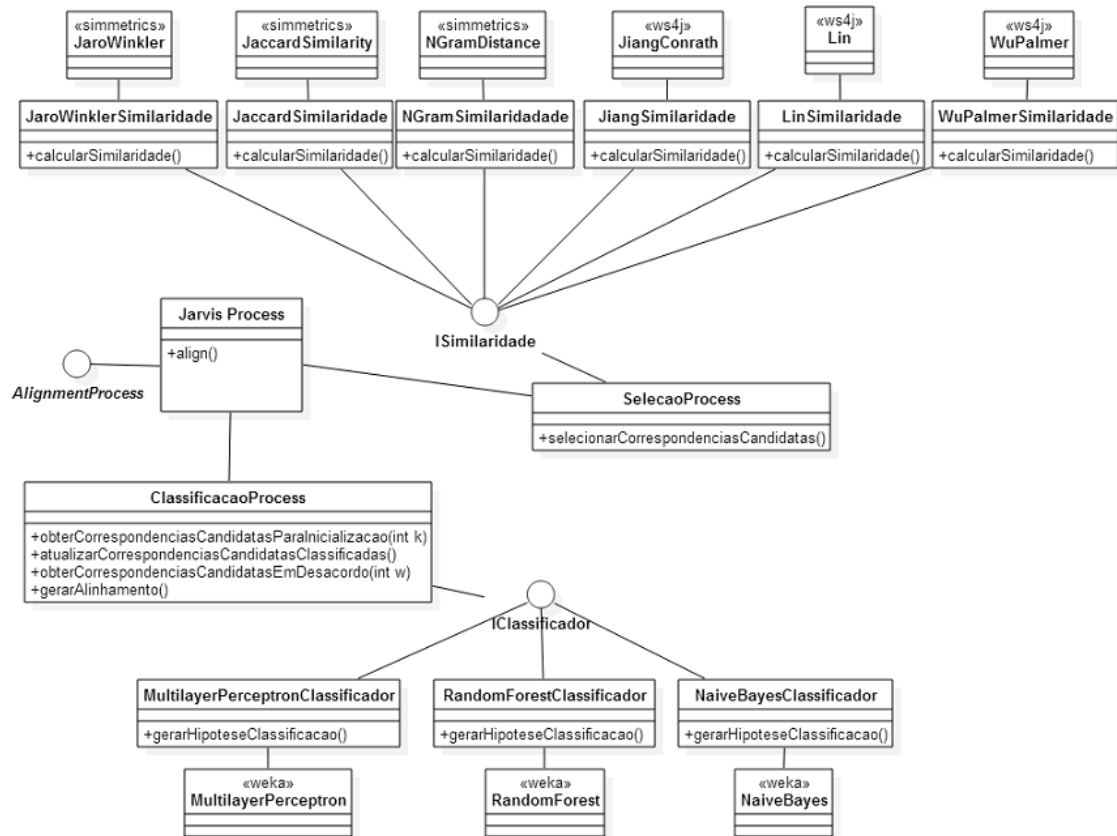 «simmetrics»
JaroWinkler
«simmetrics»
JaccardSimilarity
«simmetrics»
NGramDistance
«ws4j»
JiangConrath
«ws4j»
Lin
«ws4j»
WuPalmer
JaroWinklerSimilaridade
+calcularSimilaridade()
JaccardSimilaridade
+calcularSimilaridade()
NGramSimilaridadade
+calcularSimilaridade()
JiangSimilaridade
+calcularSimilaridade()
LinSimilaridade
+calcularSimilaridade()
WuPalmerSimilaridade
+calcularSimilaridade()
ISimilaridade
Jarvis Process
+align()
AlignmentProcess
SelecaoProcess
+selecionarCorrespondenciasCandidatas()
ClassificacaoProcess
+obterCorrespondenciasCandidatasParaInicializacao(int k)
+atualizarCorrespondenciasCandidatasClassificadas()
+obterCorrespondenciasCandidatasEmDesacordo(int w)
+gerarAlinhamento()
IClassificador
MultilayerPerceptronClassificador
+gerarHipoteseClassificacao()
RandomForestClassificador
+gerarHipoteseClassificacao()
NaiveBayesClassificador
+gerarHipoteseClassificacao()
«weka»
MultilayerPerceptron
«weka»
RandomForest
«weka»
NaiveBayes